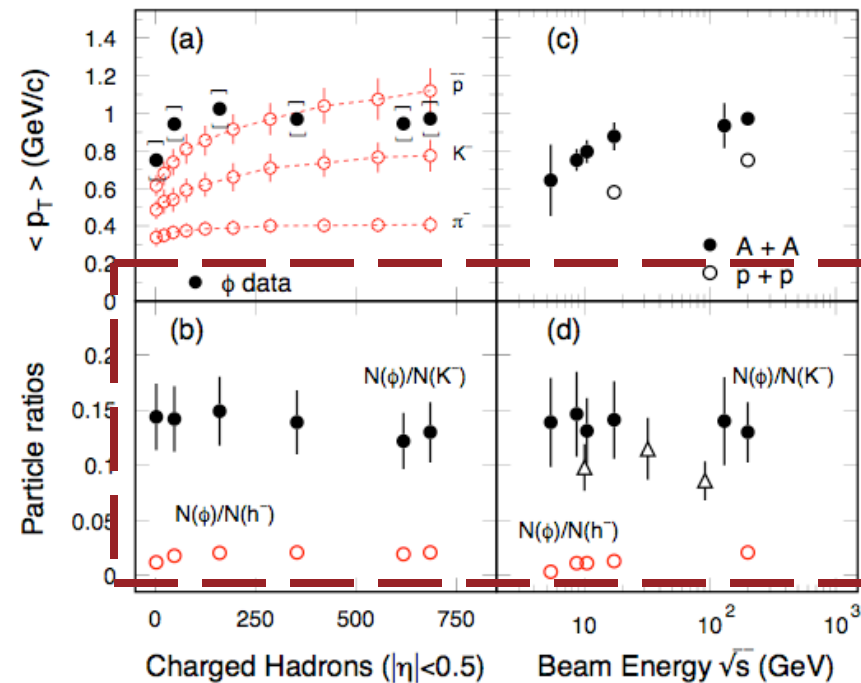 < p_T > (GeV/c)
1.4
1.2
1
0.8
0.6
0.4
0.2
0
(a)
p̅
K⁻
π⁻
ϕ data
(c)
A + A
p + p
Particle ratios
0.2
0.15
0.1
0.05
0
(b)
N(ϕ)/N(K⁻)
N(ϕ)/N(h⁻)
(d)
N(ϕ)/N(K⁻)
N(ϕ)/N(h⁻)
0 250 500 750
10 10² 10³
Charged Hadrons (|η|<0.5)
Beam Energy √s (GeV)